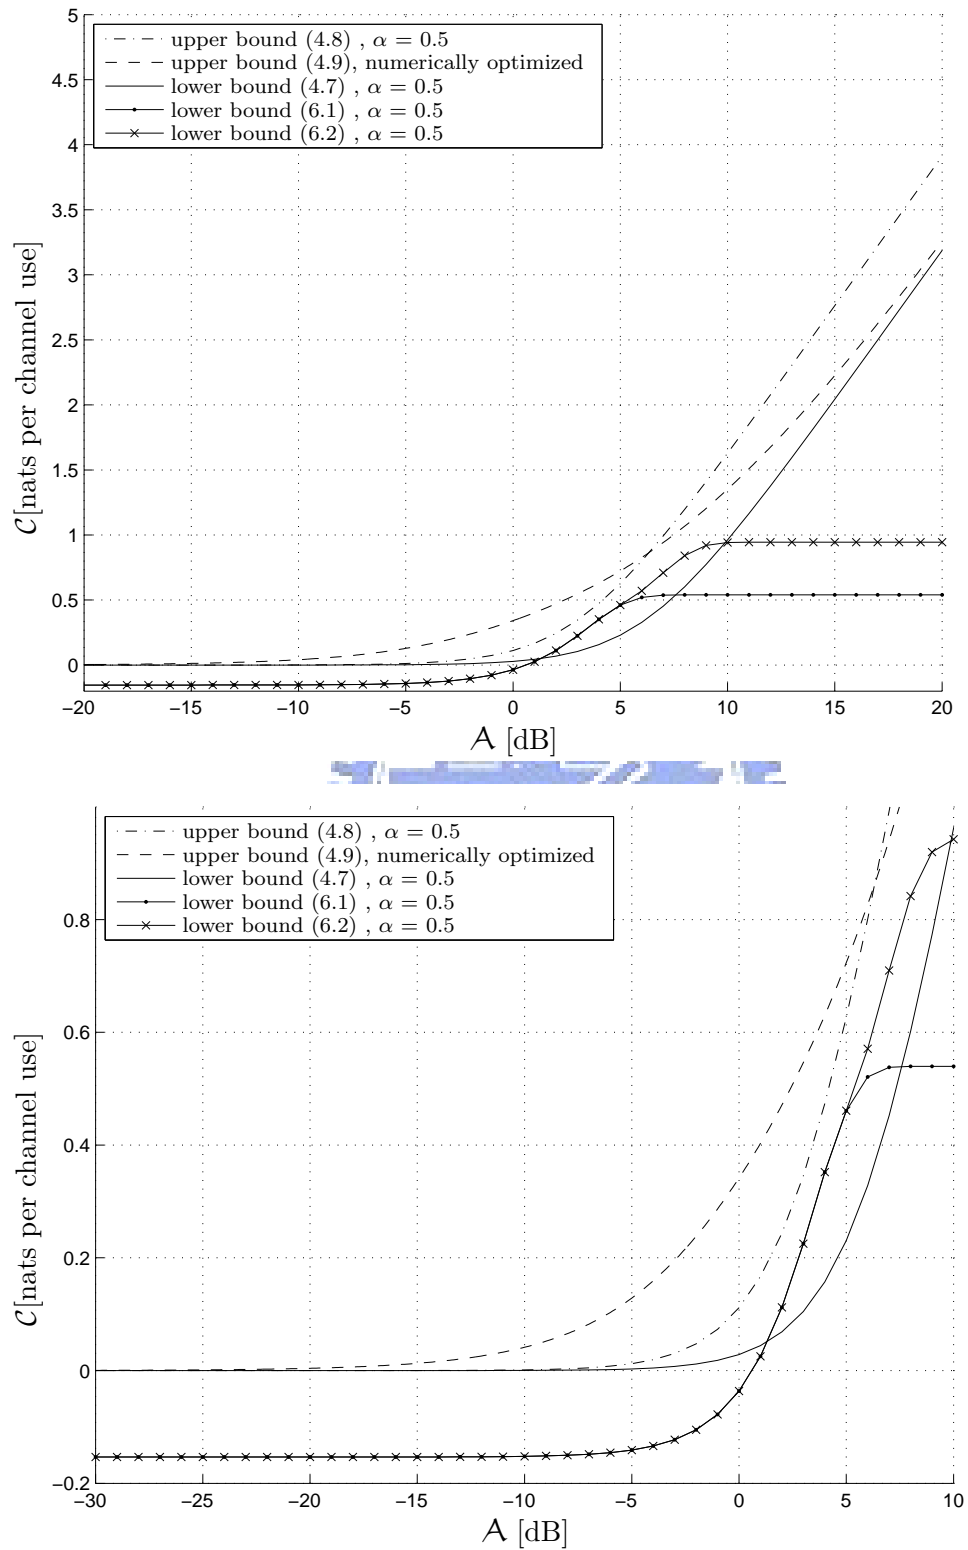 5
4.5
4
3.5
3
2.5
2
1.5
1
0.5
0
upper bound (4.8) , α = 0.5
upper bound (4.9), numerically optimized
lower bound (4.7) , α = 0.5
lower bound (6.1) , α = 0.5
lower bound (6.2) , α = 0.5
C[nats per channel use]
−20 −15 −10 −5 0 5 10 15 20
A [dB]
upper bound (4.8) , α = 0.5
upper bound (4.9), numerically optimized
lower bound (4.7) , α = 0.5
lower bound (6.1) , α = 0.5
lower bound (6.2) , α = 0.5
0.8
0.6
0.4
0.2
0
−0.2
C[nats per channel use]
−30 −25 −20 −15 −10 −5 0 5 10
A [dB]